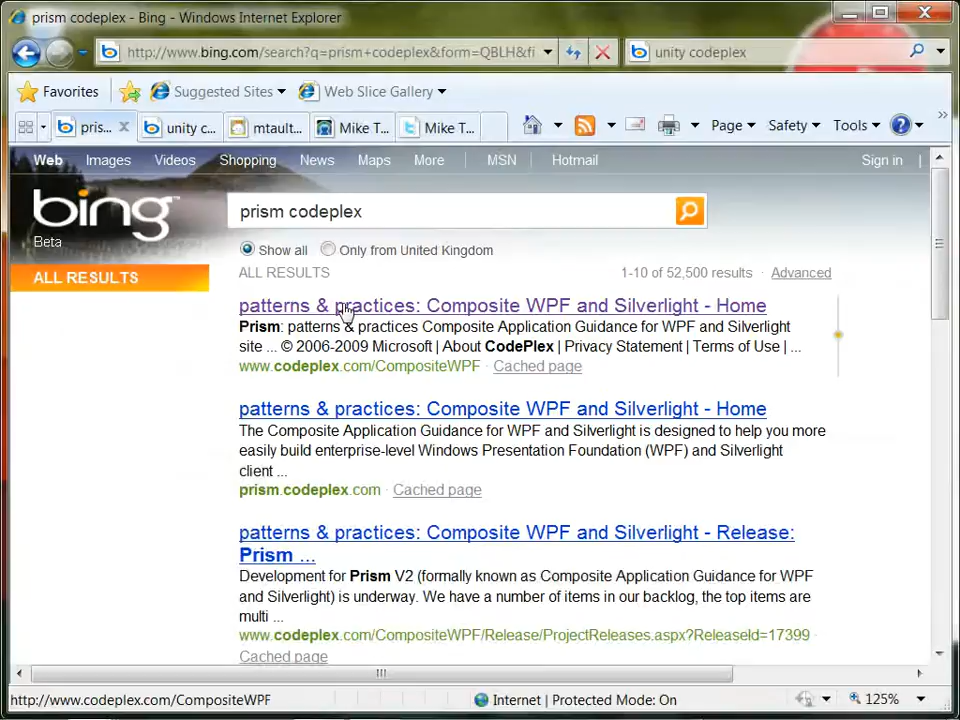 prism codeplex - Bing - Windows Internet Explorer
http://www.bing.com/search?q=prism+codeplex&form=QBLH&fi
unity codeplex
Favorites Suggested Sites Web Slice Gallery
pris... unity c... mtault... Mike T... Mike T... Page Safety Tools
Web Images Videos Shopping News Maps More MSN Hotmail Sign in
bing
Beta
prism codeplex
Show all Only from United Kingdom
ALL RESULTS
ALL RESULTS 1-10 of 52,500 results · Advanced
patterns & practices: Composite WPF and Silverlight - Home
Prism: patterns & practices Composite Application Guidance for WPF and Silverlight
site ... © 2006-2009 Microsoft | About CodePlex | Privacy Statement | Terms of Use | ...
www.codeplex.com/CompositeWPF · Cached page
patterns & practices: Composite WPF and Silverlight - Home
The Composite Application Guidance for WPF and Silverlight is designed to help you more
easily build enterprise-level Windows Presentation Foundation (WPF) and Silverlight
client ...
prism.codeplex.com · Cached page
patterns & practices: Composite WPF and Silverlight - Release:
Prism ...
Development for Prism V2 (formally known as Composite Application Guidance for WPF
and Silverlight) is underway. We have a number of items in our backlog, the top items are
multi ...
www.codeplex.com/CompositeWPF/Release/ProjectReleases.aspx?ReleaseId=17399 ·
Cached page
http://www.codeplex.com/CompositeWPF Internet | Protected Mode: On 125%